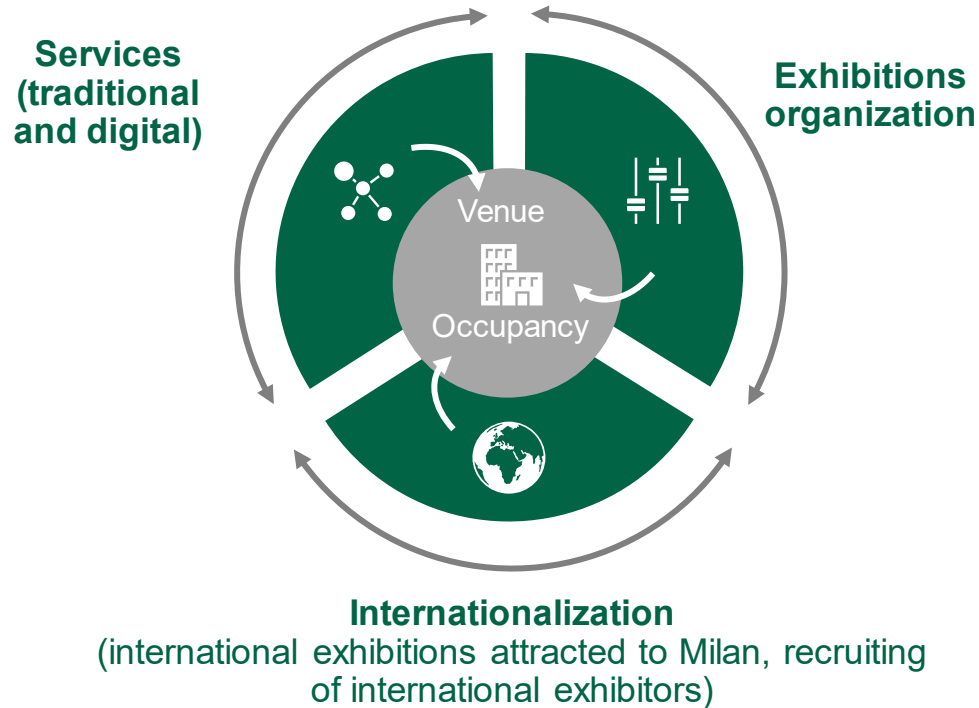 Services
(traditional
and digital)
Exhibitions
organization
Venue
Occupancy
Internationalization
(international exhibitions attracted to Milan, recruiting
of international exhibitors)